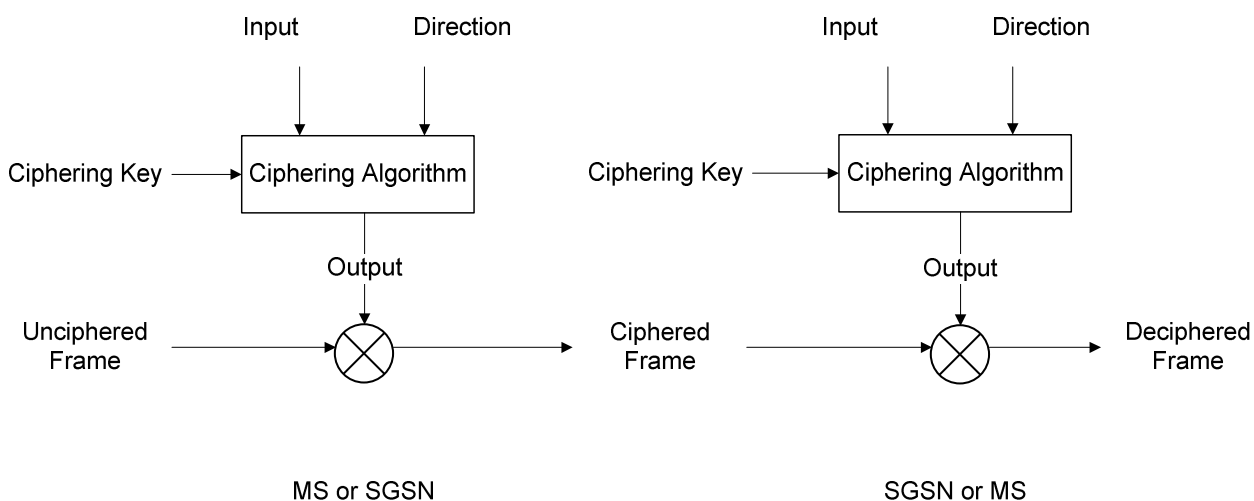 Input Direction Input Direction
Ciphering Key Ciphering Algorithm Ciphering Key Ciphering Algorithm
Output Output
Unciphered Frame
Ciphered Frame
Deciphered Frame
MS or SGSN SGSN or MS